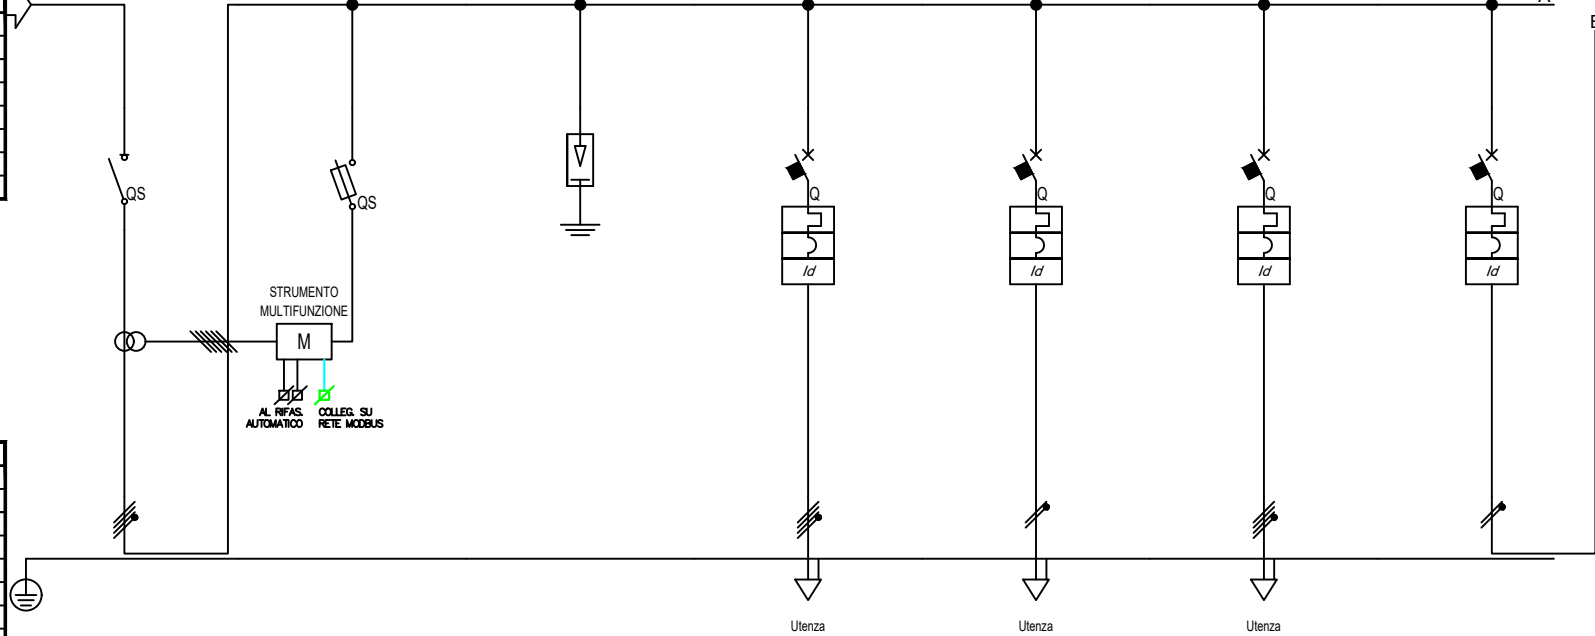 QS
QS
Q
Q
Q
Q
Id
Id
Id
Id
STRUMENTO
MULTIFUNZIONE
M
AL RIFAS.
AUTOMATICO
COLLEG. SU
RETE MODBUS
Utenza
Utenza
Utenza